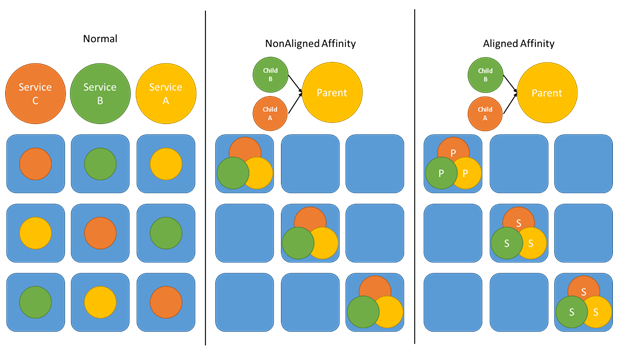 Normal
Service
C
Service
B
Service
A
NonAligned Affinity
Child
B
Child
A
Parent
Aligned Affinity
Child
B
Child
A
Parent
P
P
P
S
S
S
S
S
S